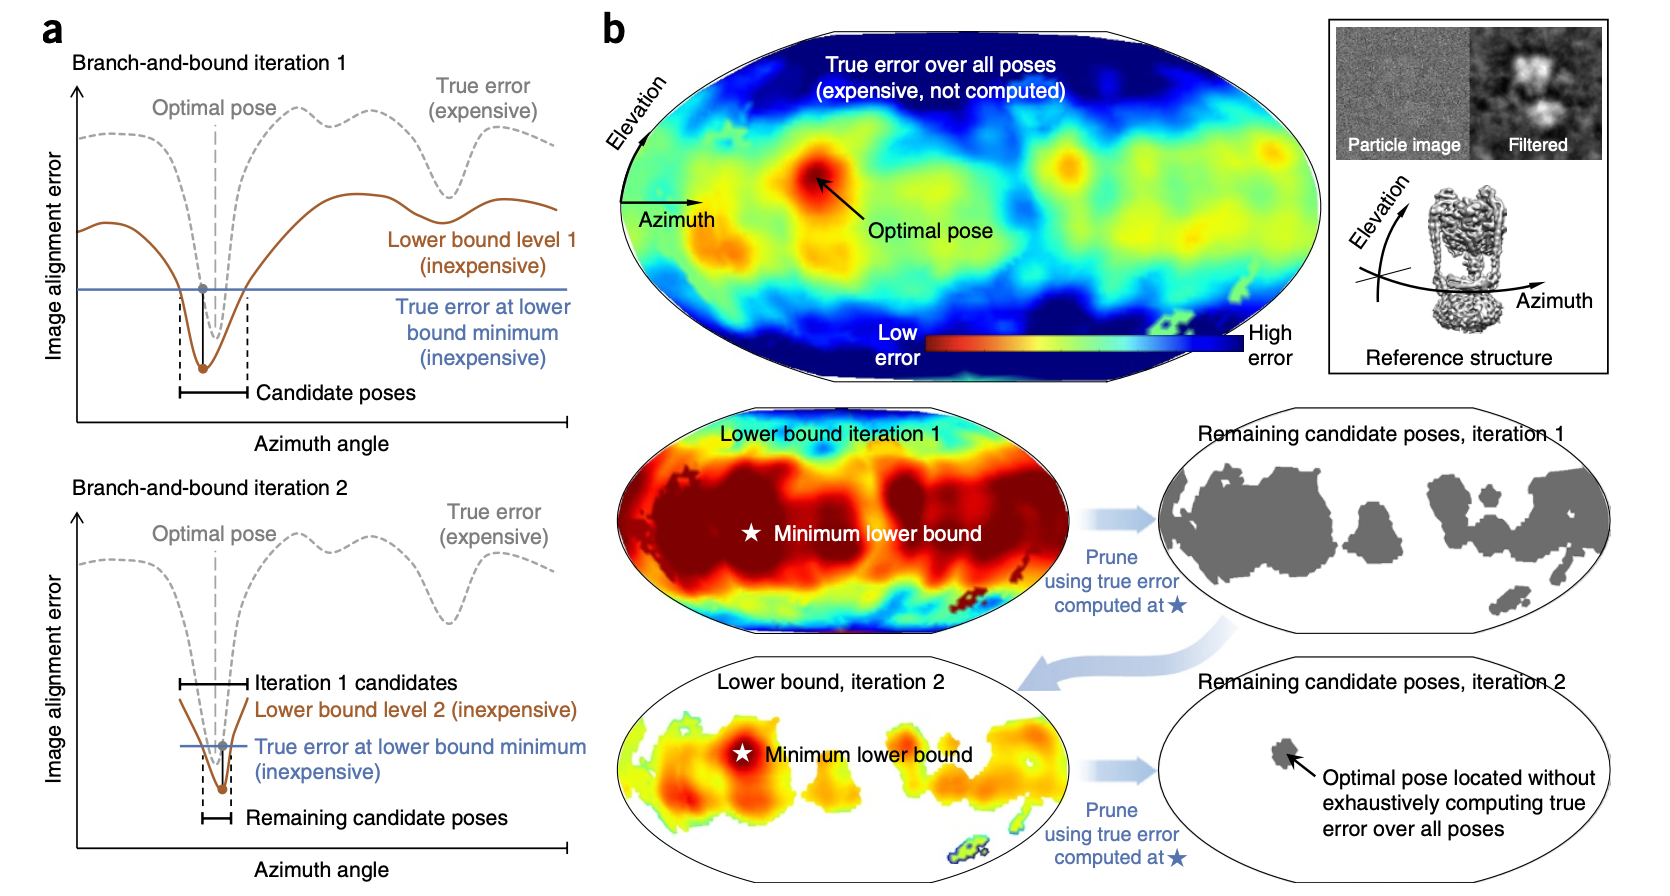 a
Branch-and-bound iteration 1
Optimal pose
True error
(expensive)
Image alignment error
Lower bound level 1
(inexpensive)
True error at lower
bound minimum
(inexpensive)
Candidate poses
Azimuth angle
Branch-and-bound iteration 2
Optimal pose
True error
(expensive)
Image alignment error
Iteration 1 candidates
Lower bound level 2 (inexpensive)
True error at lower bound minimum
(inexpensive)
Remaining candidate poses
Azimuth angle
b
True error over all poses
(expensive, not computed)
Elevation
Azimuth
Optimal pose
Low
error
High
error
Particle image
Filtered
Elevation
Azimuth
Reference structure
Lower bound iteration 1
Minimum lower bound
Prune
using true error
computed at ★
Remaining candidate poses, iteration 1
Lower bound, iteration 2
Minimum lower bound
Prune
using true error
computed at ★
Remaining candidate poses, iteration 2
Optimal pose located without
exhaustively computing true
error over all poses